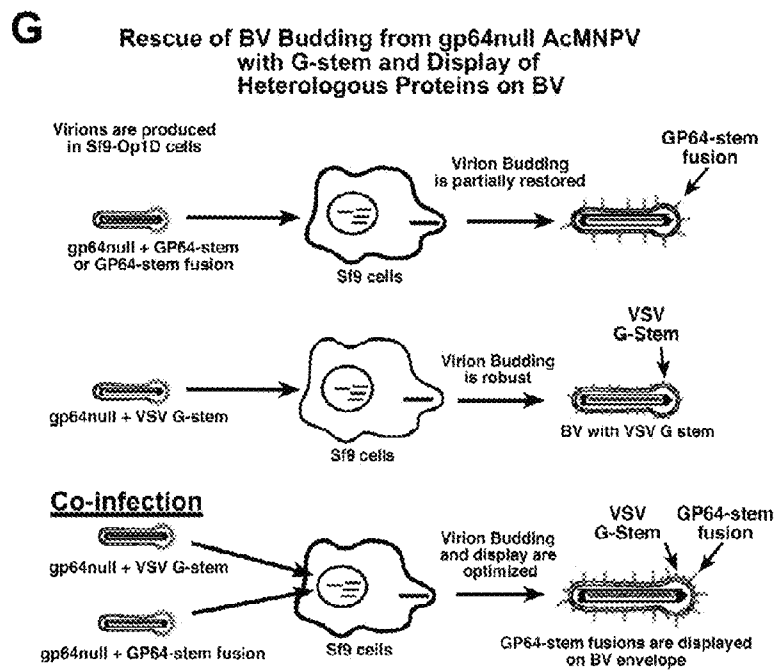 G
Rescue of BV Budding from gp64null AcMNPV
with G-stem and Display of
Heterologous Proteins on BV
Virions are produced
in Sf9-Op1D cells
gp64null + GP64-stem
or GP64-stem fusion
Sf9 cells
Virion Budding
is partially restored
GP64-stem
fusion
gp64null + VSV G-stem
Sf9 cells
Virion Budding
is robust
VSV
G-Stem
BV with VSV G stem
Co-infection
gp64null + VSV G-stem
gp64null + GP64-stem fusion
Sf9 cells
Virion Budding
and display are
optimized
VSV
G-Stem
GP64-stem
fusion
GP64-stem fusions are displayed
on BV envelope